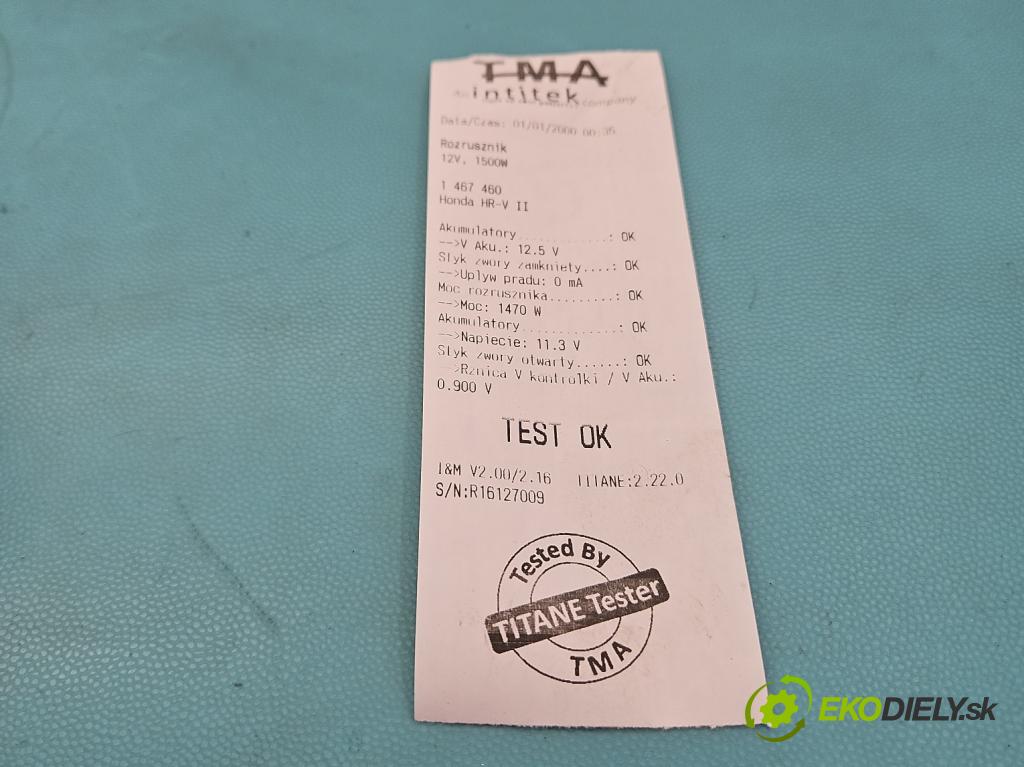 TMA
intitek
company
Data/Czas: 01/01/2000 00:35
Rozrusznik
12V, 1500W
1 467 460
Honda HR-V II
Akumulatory............: OK
-->V Aku.: 12.5 V
Styk zwory zamkniety....: OK
-->Uplyw pradu: 0 mA
Moc rozrusznika.........: OK
-->Moc: 1470 W
Akumulatory.............: OK
-->Napiecie: 11.3 V
Styk zwory otwarty......: OK
-->Rznica V kontrolki / V Aku.:
0.900 V
TEST OK
I&M V2.00/2.16 TITANE:2.22.0
S/N:R16127009
Tested By
TITANE Tester
TMA
EKODIELY.sk